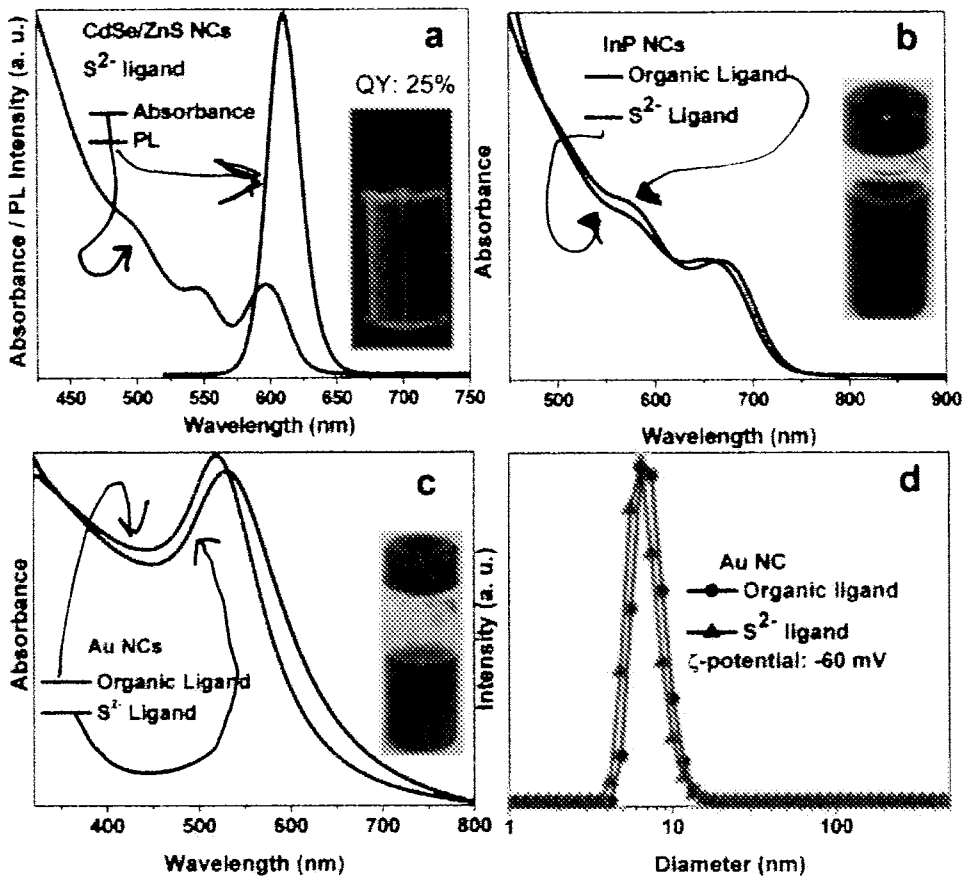 a
CdSe/ZnS NCs
S²⁻ ligand
Absorbance
PL
QY: 25%
Absorbance / PL Intensity (a. u.)
450 500 550 600 650 700 750
Wavelength (nm)
b
InP NCs
Organic Ligand
S²⁻ Ligand
Absorbance
500 600 700 800 900
Wavelength (nm)
c
Au NCs
Organic Ligand
S²⁻ Ligand
Absorbance
400 500 600 700 800
Wavelength (nm)
d
Au NC
Organic ligand
S²⁻ ligand
ζ-potential: -60 mV
Intensity (a. u.)
1 10 100
Diameter (nm)